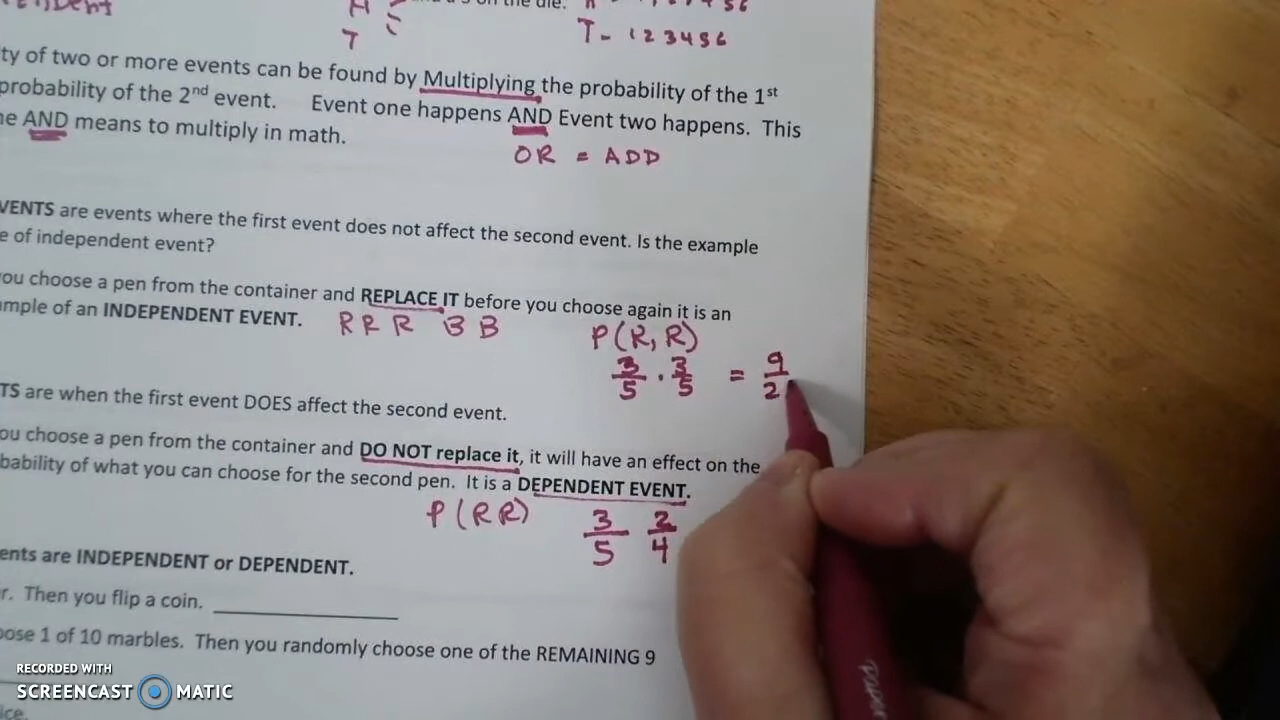 T- 123456
H
T
ty of two or more events can be found by Multiplying the probability of the 1st
probability of the 2nd event. Event one happens AND Event two happens. This
ne AND means to multiply in math.
OR = ADD
VENTS are events where the first event does not affect the second event. Is the example
e of independent event?
ou choose a pen from the container and REPLACE IT before you choose again it is an
mple of an INDEPENDENT EVENT.
R R R B B
P(R, R)
3/5 · 3/5 = 9/2
TS are when the first event DOES affect the second event.
ou choose a pen from the container and DO NOT replace it, it will have an effect on the
bability of what you can choose for the second pen. It is a DEPENDENT EVENT.
P(RR) 3/5 2/4
ents are INDEPENDENT or DEPENDENT.
r. Then you flip a coin.
ose 1 of 10 marbles. Then you randomly choose one of the REMAINING 9
RECORDED WITH
SCREENCAST MATIC
ice.